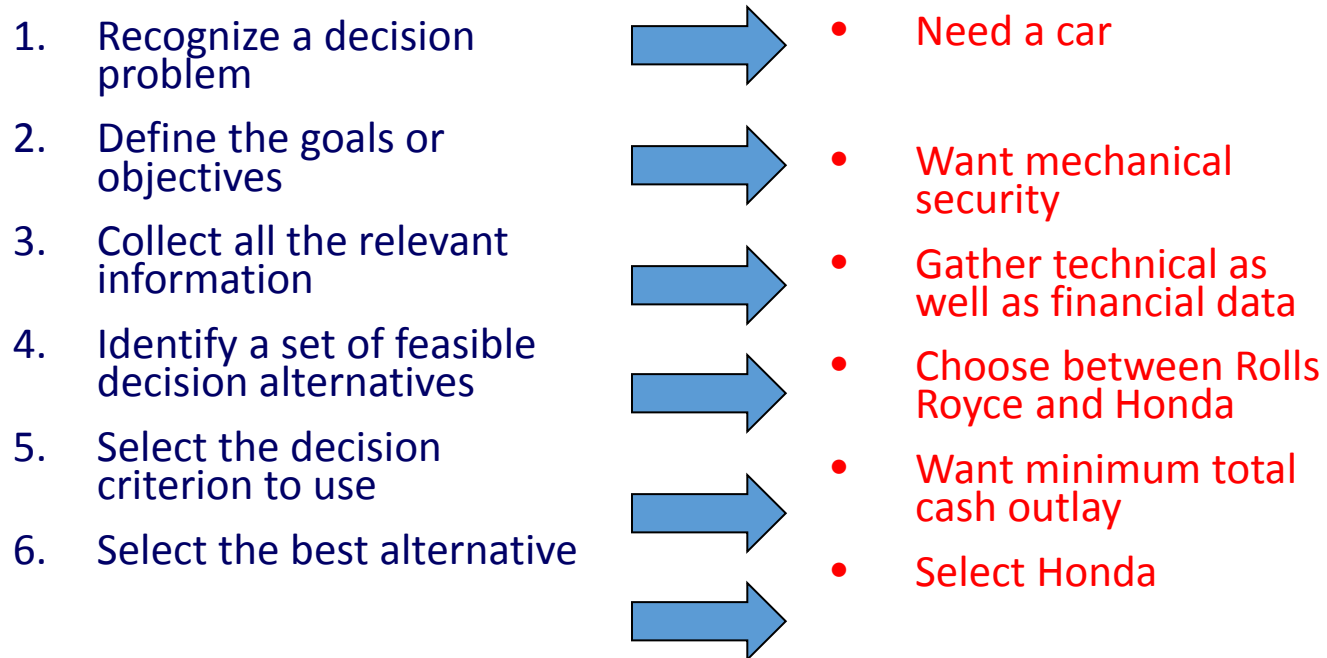 1. Recognize a decision
problem
2. Define the goals or
objectives
3. Collect all the relevant
information
4. Identify a set of feasible
decision alternatives
5. Select the decision
criterion to use
6. Select the best alternative
• Need a car
• Want mechanical
security
• Gather technical as
well as financial data
• Choose between Rolls
Royce and Honda
• Want minimum total
cash outlay
• Select Honda